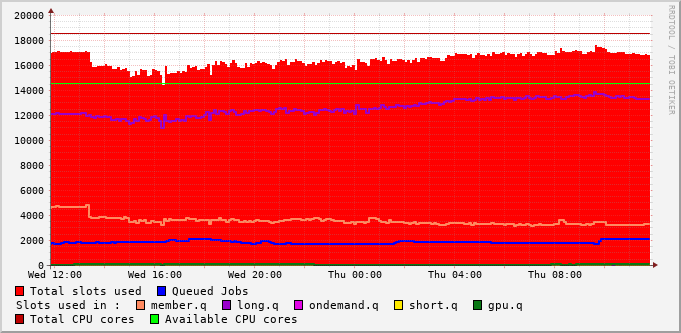 20000
18000
16000
14000
12000
10000
8000
6000
4000
2000
0
Wed 12:00 Wed 16:00 Wed 20:00 Thu 00:00 Thu 04:00 Thu 08:00
Total slots used Queued Jobs
Slots used in : member.q long.q ondemand.q short.q gpu.q
Total CPU cores Available CPU cores
RRDTOOL / TOBI OETIKER